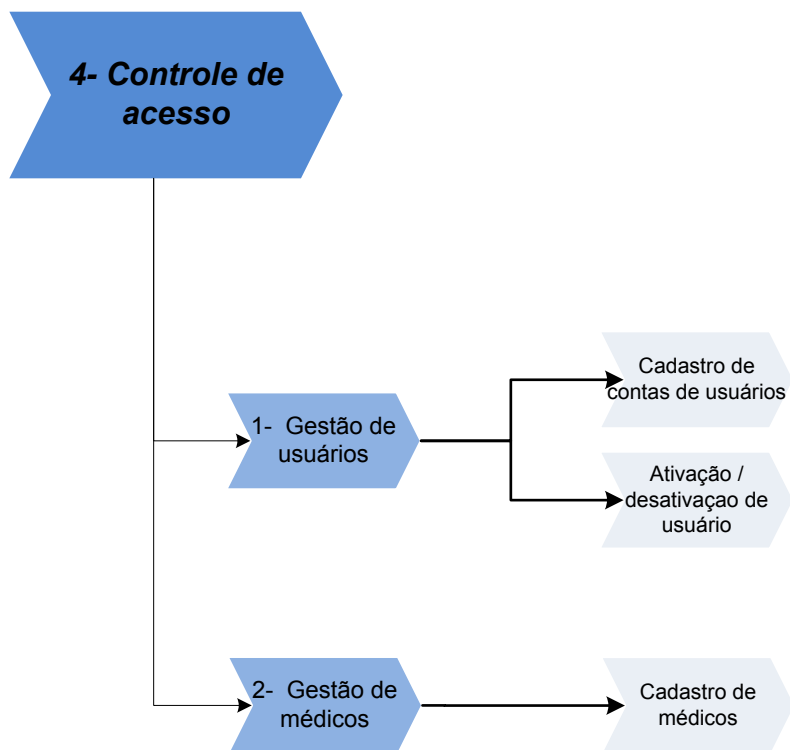 4- Controle de
acesso
Cadastro de
contas de usuários
1-  Gestão de
usuários
Ativação /
desativaçao de
usuário
2-  Gestão de
médicos
Cadastro de
médicos